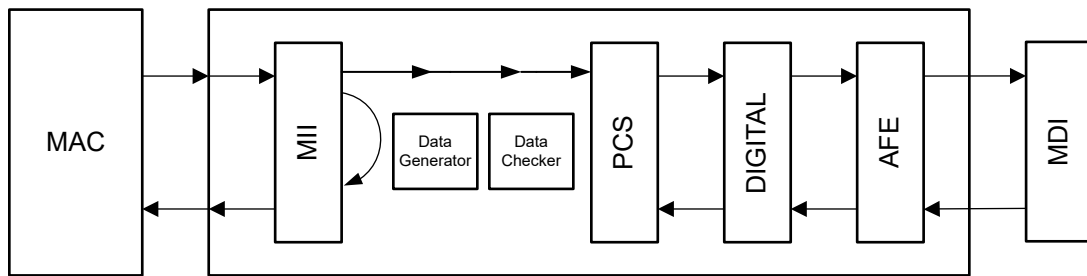 MAC
MII
Data
Generator
Data
Checker
PCS
DIGITAL
AFE
MDI